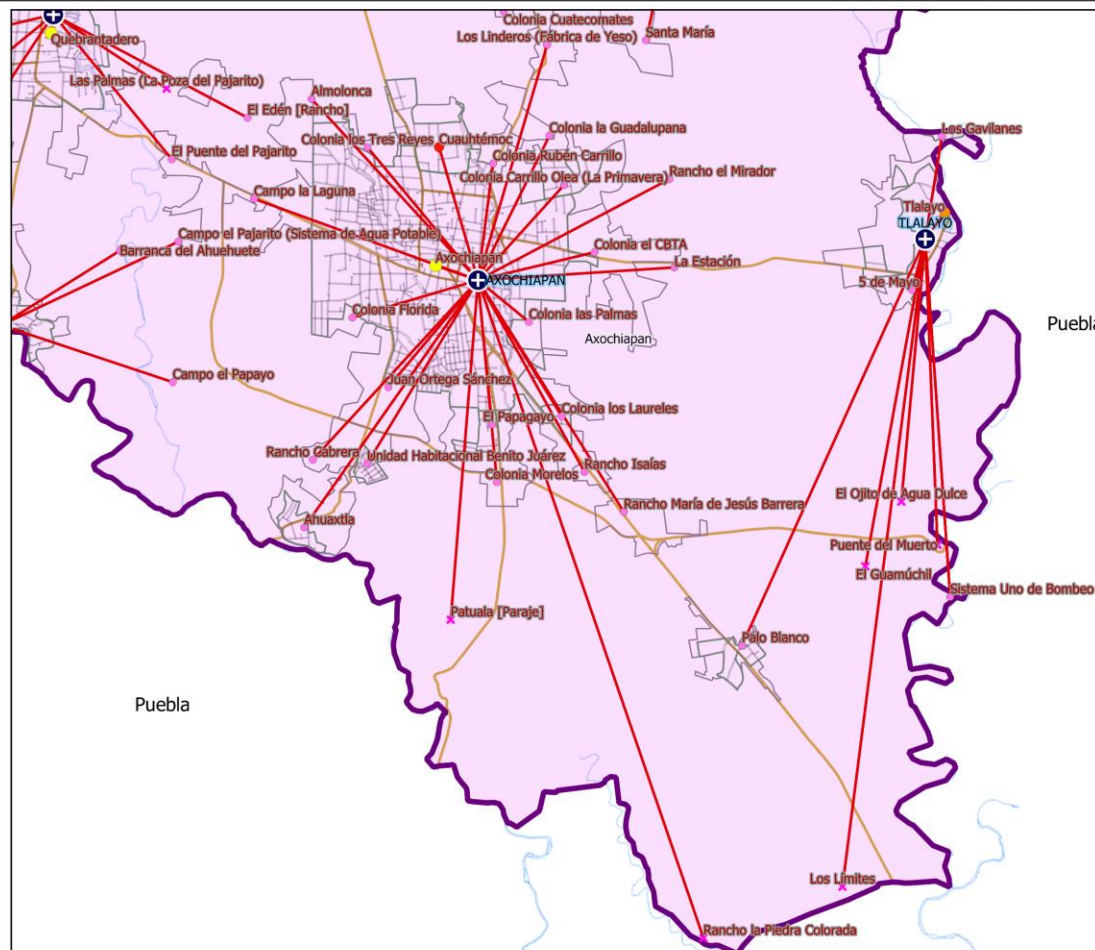 Colonia Cuatecomates
Quebrantadero
Los Linderos (Fábrica de Yeso)
Santa María
Las Palmas (La Poza del Pajarito)
Almolonca
El Edén [Rancho]
Colonia la Guadalupana
Los Gavilanes
Colonia los Tres Reyes
Cuauhtémoc
El Puente del Pajarito
Colonia Rubén Carrillo
Colonia Carrillo Olea (La Primavera)
Rancho el Mirador
Campo la Laguna
Tlalayo
TLALAYO
Campo el Pajarito (Sistema de Agua Potable)
Barranca del Ahuehuete
Colonia el CBTA
Axochiapan
La Estación
AXOCHIAPAN
5 de Mayo
Colonia Florida
Colonia las Palmas
Puebla
Axochiapan
Campo el Papayo
Juan Ortega Sánchez
El Papagayo
Colonia los Laureles
Rancho Cabrera
Unidad Habitacional Benito Juárez
Rancho Isaías
Colonia Morelos
El Ojito de Agua Dulce
Rancho María de Jesús Barrera
Ahuaxtla
Puente del Muerto
El Guamúchil
Sistema Uno de Bombeo
Patuala [Paraje]
Palo Blanco
Puebla
Los Límites
Rancho la Piedra Colorada